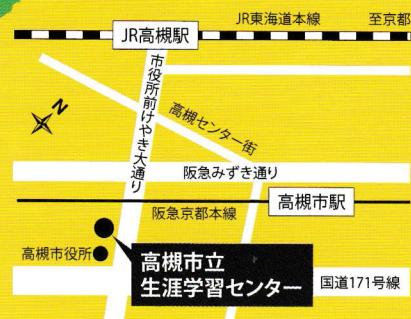 JR東海道本線
至京都
JR高槻駅
市役所前けやき大通り
高槻センター街
N
阪急みずき通り
高槻市駅
阪急京都本線
高槻市役所
高槻市立
生涯学習センター
国道171号線